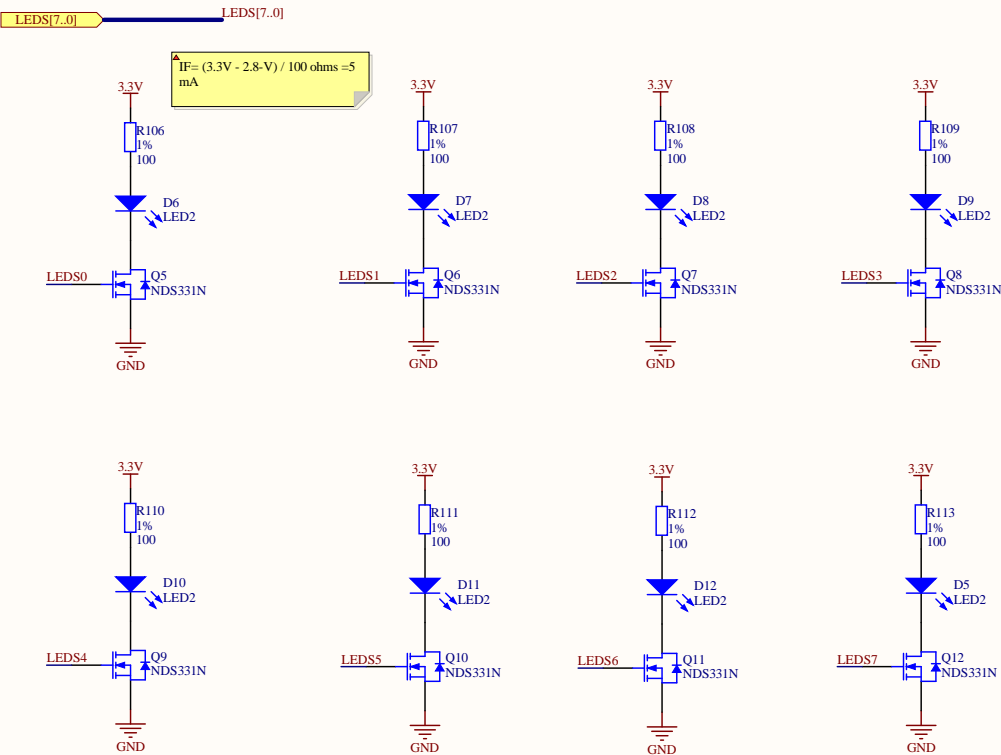 LEDS[7..0]
LEDS[7..0]
IF= (3.3V - 2.8-V) / 100 ohms =5
mA
3.3V
R106
1%
100
D6
LED2
LEDS0
Q5
NDS331N
GND
3.3V
R107
1%
100
D7
LED2
LEDS1
Q6
NDS331N
GND
3.3V
R108
1%
100
D8
LED2
LEDS2
Q7
NDS331N
GND
3.3V
R109
1%
100
D9
LED2
LEDS3
Q8
NDS331N
GND
3.3V
R110
1%
100
D10
LED2
LEDS4
Q9
NDS331N
GND
3.3V
R111
1%
100
D11
LED2
LEDS5
Q10
NDS331N
GND
3.3V
R112
1%
100
D12
LED2
LEDS6
Q11
NDS331N
GND
3.3V
R113
1%
100
D5
LED2
LEDS7
Q12
NDS331N
GND